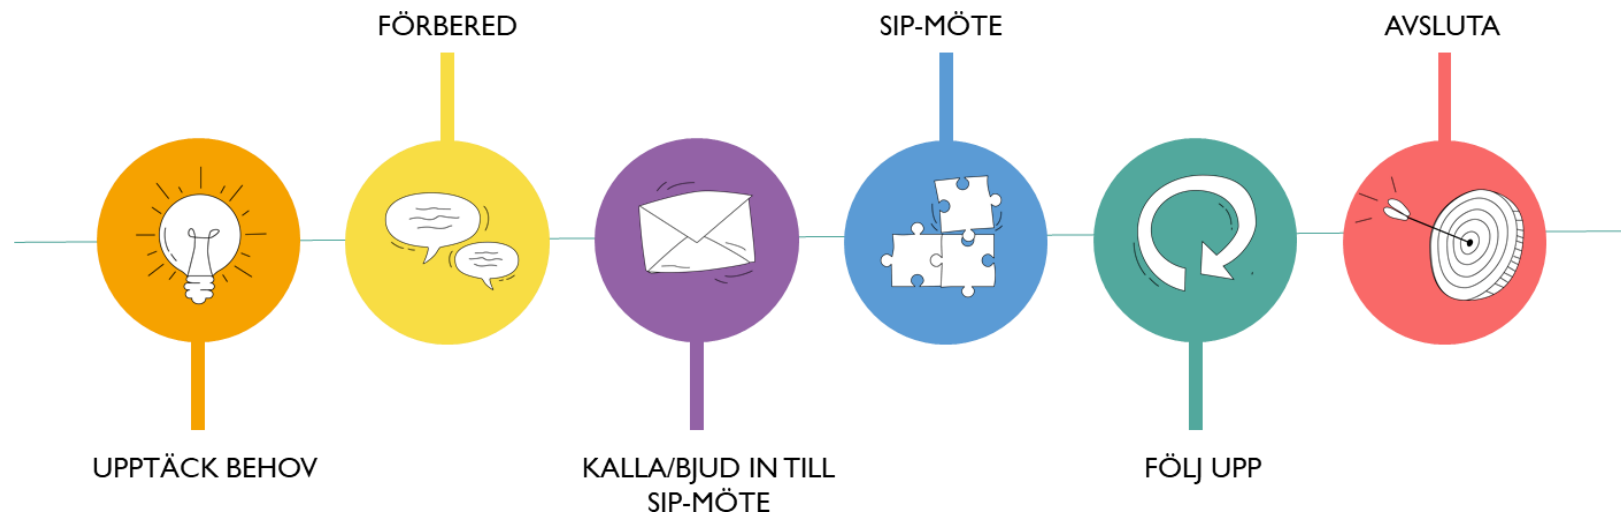 FÖRBERED
SIP-MÖTE
AVSLUTA
UPPTÄCK BEHOV
KALLA/BJUD IN TILL
SIP-MÖTE
FÖLJ UPP